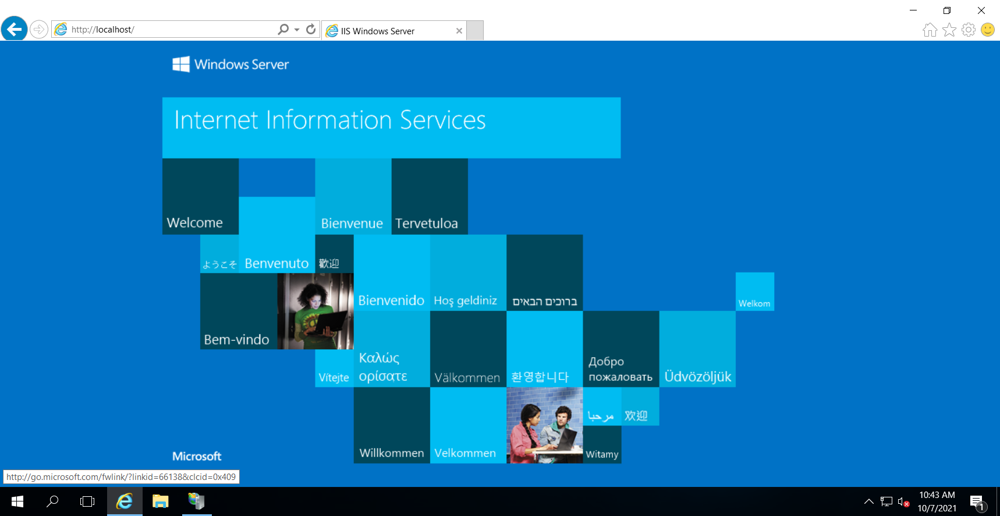 http://localhost/
IIS Windows Server
Windows Server
Internet Information Services
Welcome
Bienvenue
Tervetuloa
ようこそ
Benvenuto
歡迎
Bienvenido
Hoş geldiniz
ברוכים הבאים
Welkom
Bem-vindo
Vítejte
Καλώς
ορίσατε
Välkommen
환영합니다
Добро
пожаловать
Üdvözöljük
مرحبا
欢迎
Willkommen
Velkommen
Witamy
Microsoft
http://go.microsoft.com/fwlink/?linkid=66138&clcid=0x409
10:43 AM
10/7/2021
1